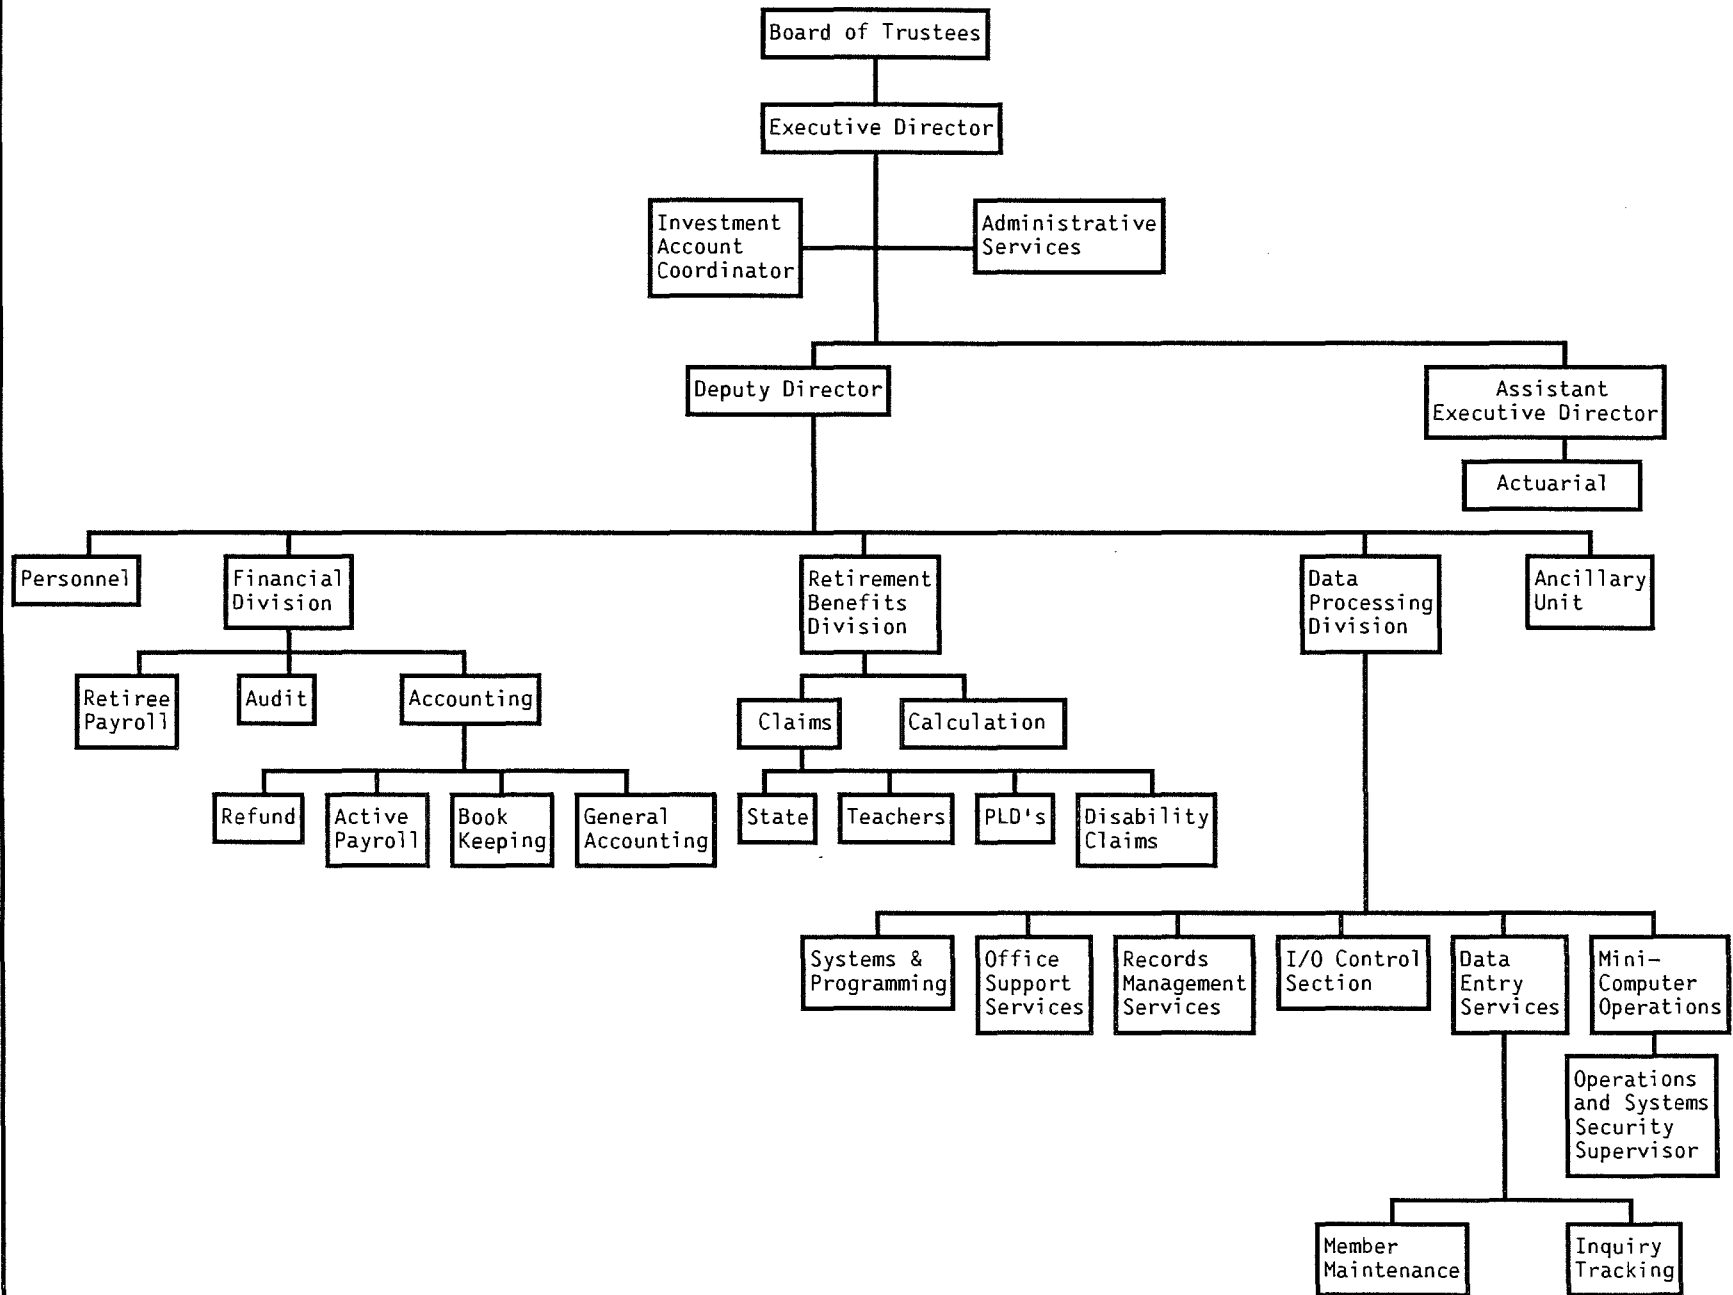 Board of Trustees
Executive Director
Investment
Account
Coordinator
Administrative
Services
Deputy Director
Assistant
Executive Director
Actuarial
Personnel
Financial
Division
Retirement
Benefits
Division
Data
Processing
Division
Ancillary
Unit
Retiree
Payroll
Audit
Accounting
Claims
Calculation
Refund
Active
Payroll
Book
Keeping
General
Accounting
State
Teachers
PLD's
Disability
Claims
Systems &
Programming
Office
Support
Services
Records
Management
Services
I/O Control
Section
Data
Entry
Services
Mini-
Computer
Operations
Operations
and Systems
Security
Supervisor
Member
Maintenance
Inquiry
Tracking